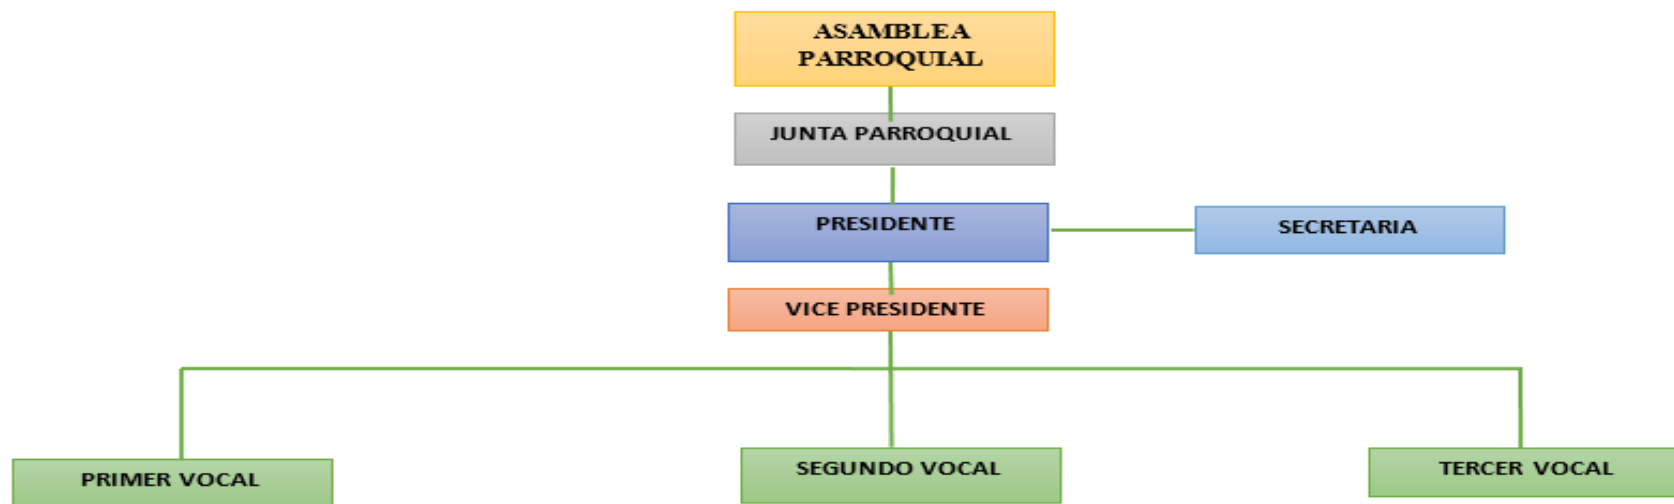 ASAMBLEA
PARROQUIAL
JUNTA PARROQUIAL
PRESIDENTE
SECRETARIA
VICE PRESIDENTE
PRIMER VOCAL
SEGUNDO VOCAL
TERCER VOCAL